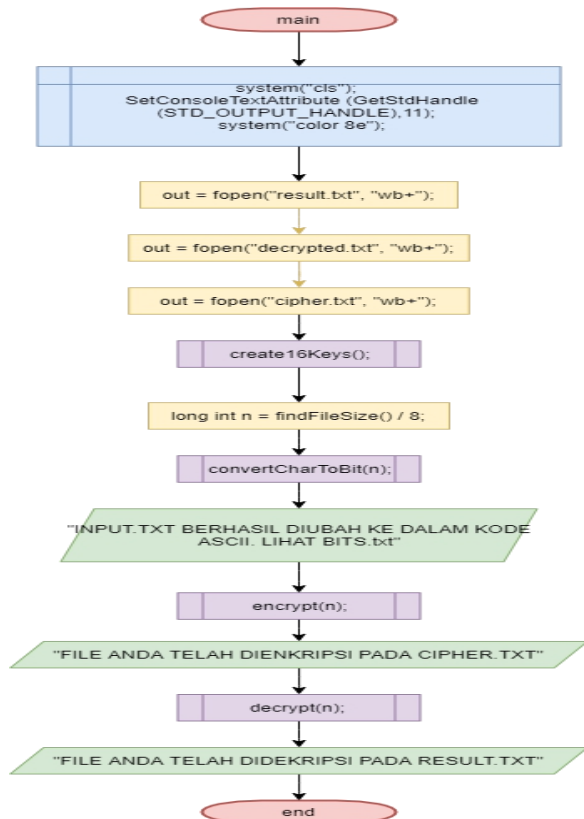 main
system("cls");
SetConsoleTextAttribute (GetStdHandle
(STD_OUTPUT_HANDLE),11);
system("color 8e");
out = fopen("result.txt", "wb+");
out = fopen("decrypted.txt", "wb+");
out = fopen("cipher.txt", "wb+");
create16Keys();
long int n = findFileSize() / 8;
convertCharToBit(n);
"INPUT.TXT BERHASIL DIUBAH KE DALAM KODE
ASCII. LIHAT BITS.txt"
encrypt(n);
"FILE ANDA TELAH DIENKRIPSI PADA CIPHER.TXT"
decrypt(n);
"FILE ANDA TELAH DIDEKRIPSI PADA RESULT.TXT"
end